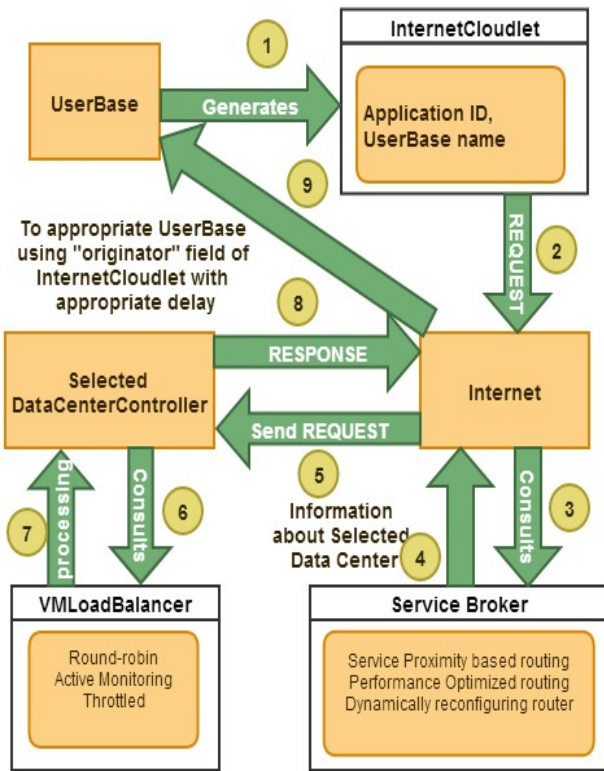 1
InternetCloudlet
UserBase
Generates
Application ID,
UserBase name
9
To appropriate UserBase
using "originator" field of
InternetCloudlet with
appropriate delay
REQUEST
2
8
RESPONSE
Selected
DataCenterController
Internet
Send REQUEST
5
Information
about Selected
Data Center
4
Consults
3
7
processing
Consults
6
VMLoadBalancer
Round-robin
Active Monitoring
Throttled
Service Broker
Service Proximity based routing
Performance Optimized routing
Dynamically reconfiguring router